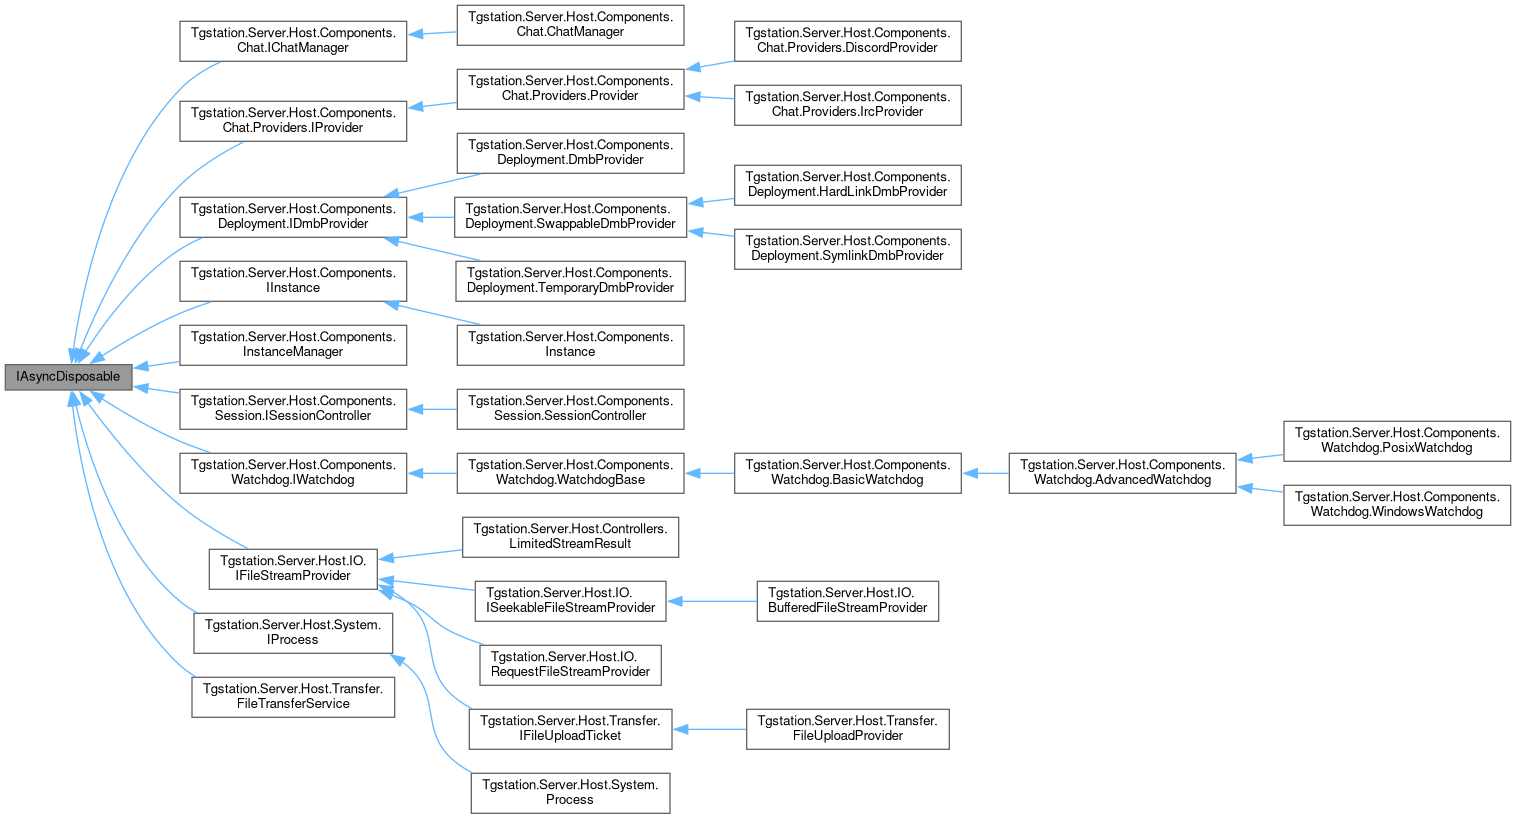 IAsyncDisposable
Tgstation.Server.Host.Components.
Chat.IChatManager
Tgstation.Server.Host.Components.
Chat.Providers.IProvider
Tgstation.Server.Host.Components.
Deployment.IDmbProvider
Tgstation.Server.Host.Components.
IInstance
Tgstation.Server.Host.Components.
InstanceManager
Tgstation.Server.Host.Components.
Session.ISessionController
Tgstation.Server.Host.Components.
Watchdog.IWatchdog
Tgstation.Server.Host.IO.
IFileStreamProvider
Tgstation.Server.Host.System.
IProcess
Tgstation.Server.Host.Transfer.
FileTransferService
Tgstation.Server.Host.Components.
Chat.ChatManager
Tgstation.Server.Host.Components.
Chat.Providers.Provider
Tgstation.Server.Host.Components.
Deployment.DmbProvider
Tgstation.Server.Host.Components.
Deployment.SwappableDmbProvider
Tgstation.Server.Host.Components.
Deployment.TemporaryDmbProvider
Tgstation.Server.Host.Components.
Instance
Tgstation.Server.Host.Components.
Session.SessionController
Tgstation.Server.Host.Components.
Watchdog.WatchdogBase
Tgstation.Server.Host.Controllers.
LimitedStreamResult
Tgstation.Server.Host.IO.
ISeekableFileStreamProvider
Tgstation.Server.Host.IO.
RequestFileStreamProvider
Tgstation.Server.Host.Transfer.
IFileUploadTicket
Tgstation.Server.Host.System.
Process
Tgstation.Server.Host.Components.
Chat.Providers.DiscordProvider
Tgstation.Server.Host.Components.
Chat.Providers.IrcProvider
Tgstation.Server.Host.Components.
Deployment.HardLinkDmbProvider
Tgstation.Server.Host.Components.
Deployment.SymlinkDmbProvider
Tgstation.Server.Host.Components.
Watchdog.BasicWatchdog
Tgstation.Server.Host.IO.
BufferedFileStreamProvider
Tgstation.Server.Host.Transfer.
FileUploadProvider
Tgstation.Server.Host.Components.
Watchdog.AdvancedWatchdog
Tgstation.Server.Host.Components.
Watchdog.PosixWatchdog
Tgstation.Server.Host.Components.
Watchdog.WindowsWatchdog